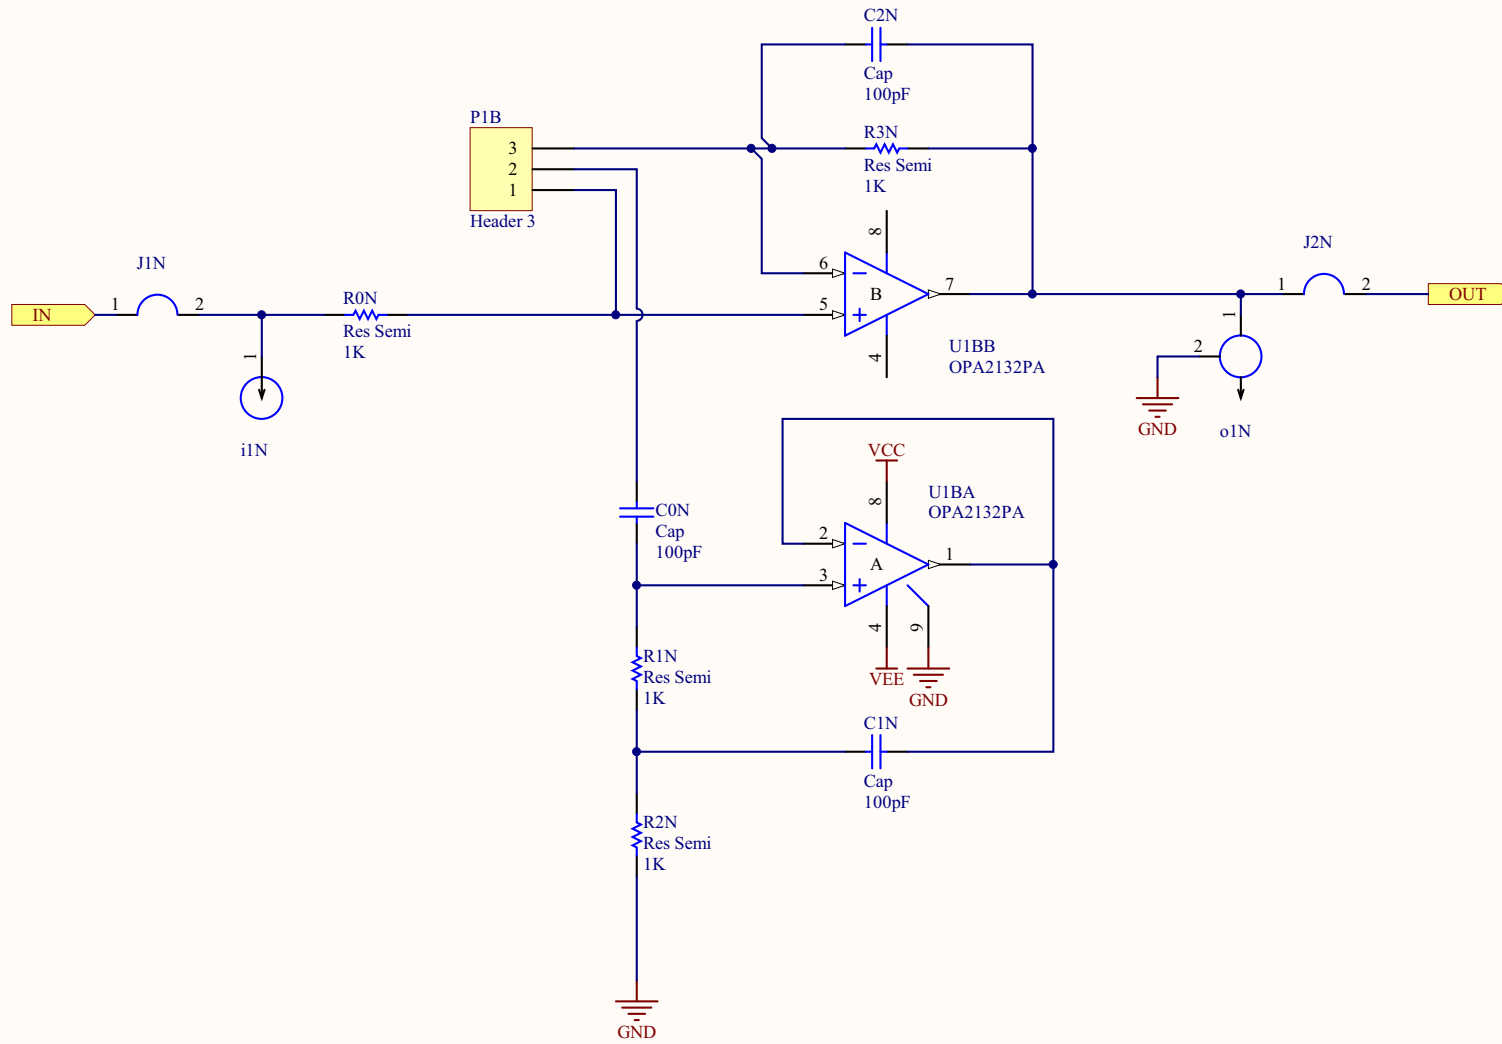 C2N
Cap
100pF
P1B
3
2
1
Header 3
R3N
Res Semi
1K
8
6
5
B
7
4
U1BB
OPA2132PA
J1N
IN
1
2
R0N
Res Semi
1K
1
i1N
J2N
1
2
OUT
1
2
GND
o1N
VCC
8
U1BA
OPA2132PA
2
3
A
1
4
9
VEE
GND
C0N
Cap
100pF
R1N
Res Semi
1K
C1N
Cap
100pF
R2N
Res Semi
1K
GND